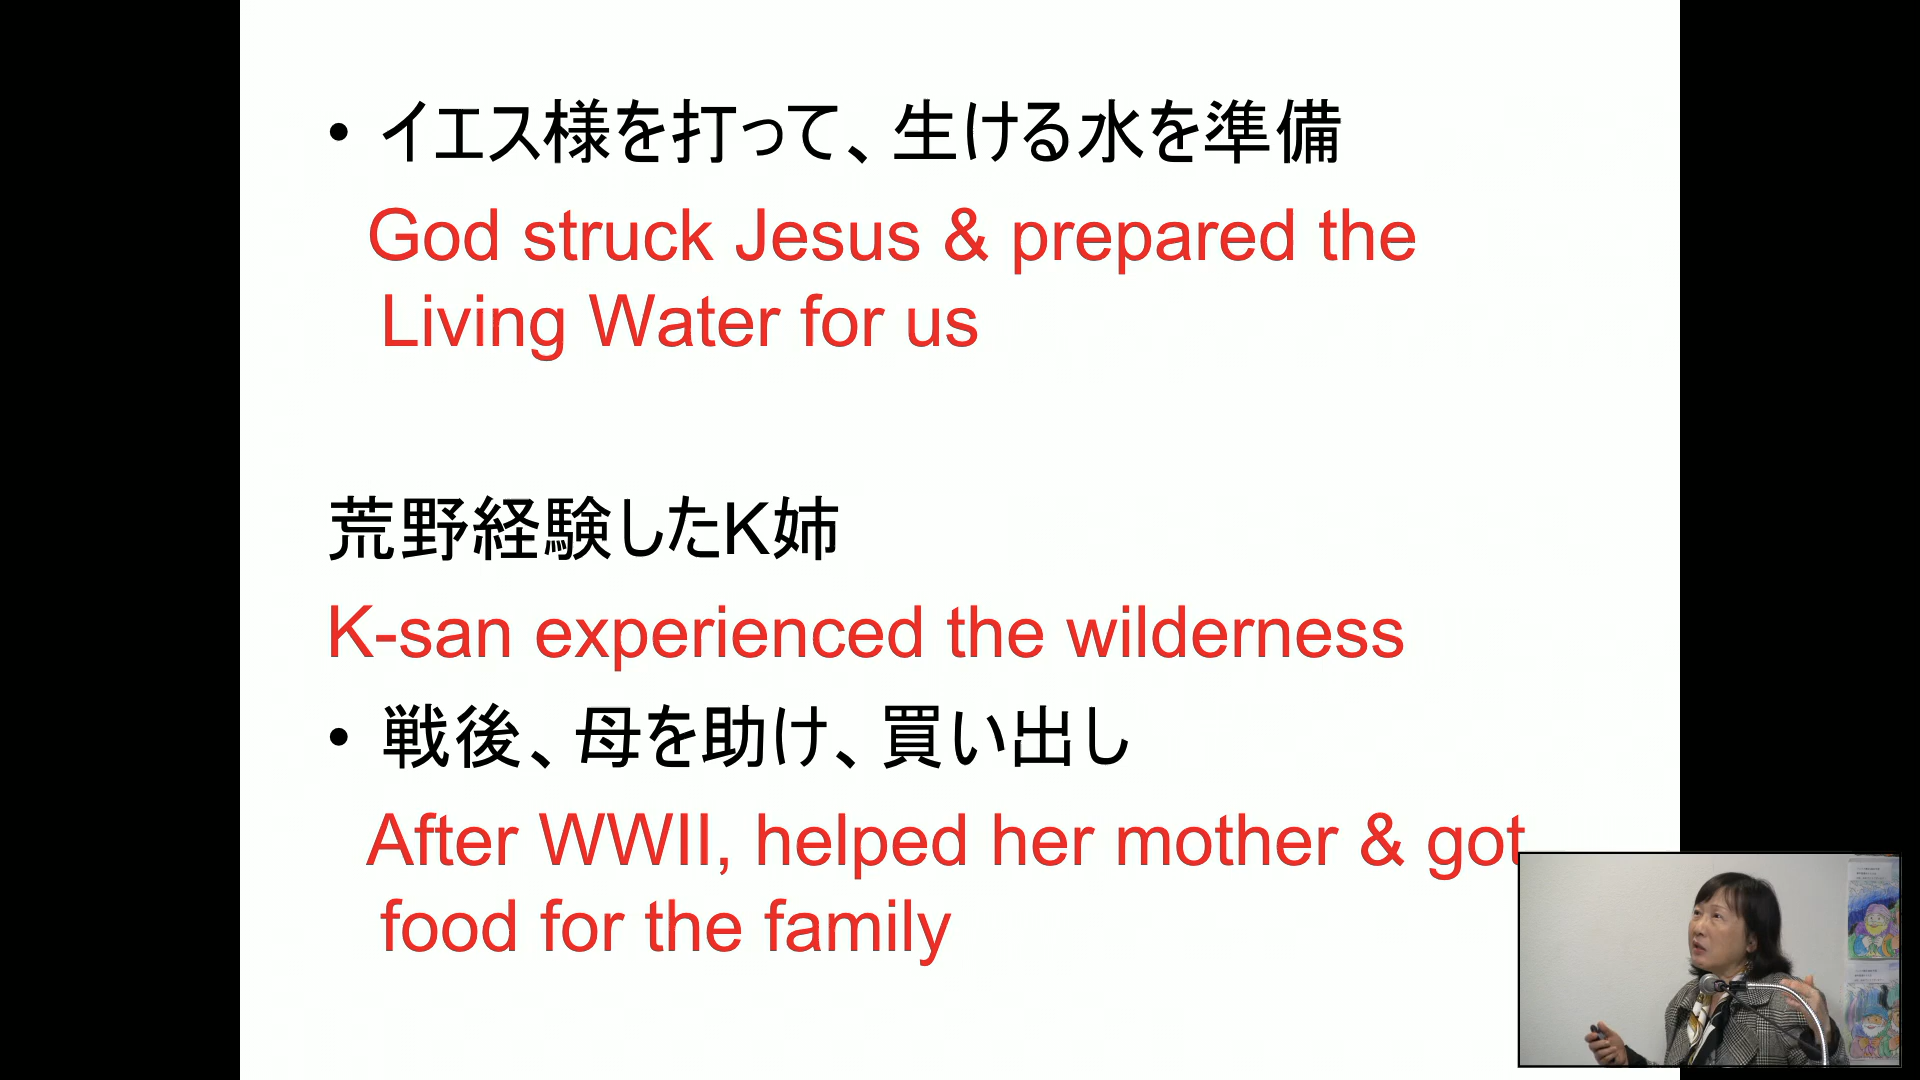 • イエス様を打って、生ける水を準備
God struck Jesus & prepared the
Living Water for us
荒野経験したK姉
K-san experienced the wilderness
• 戦後、母を助け、買い出し
After WWII, helped her mother & got
food for the family